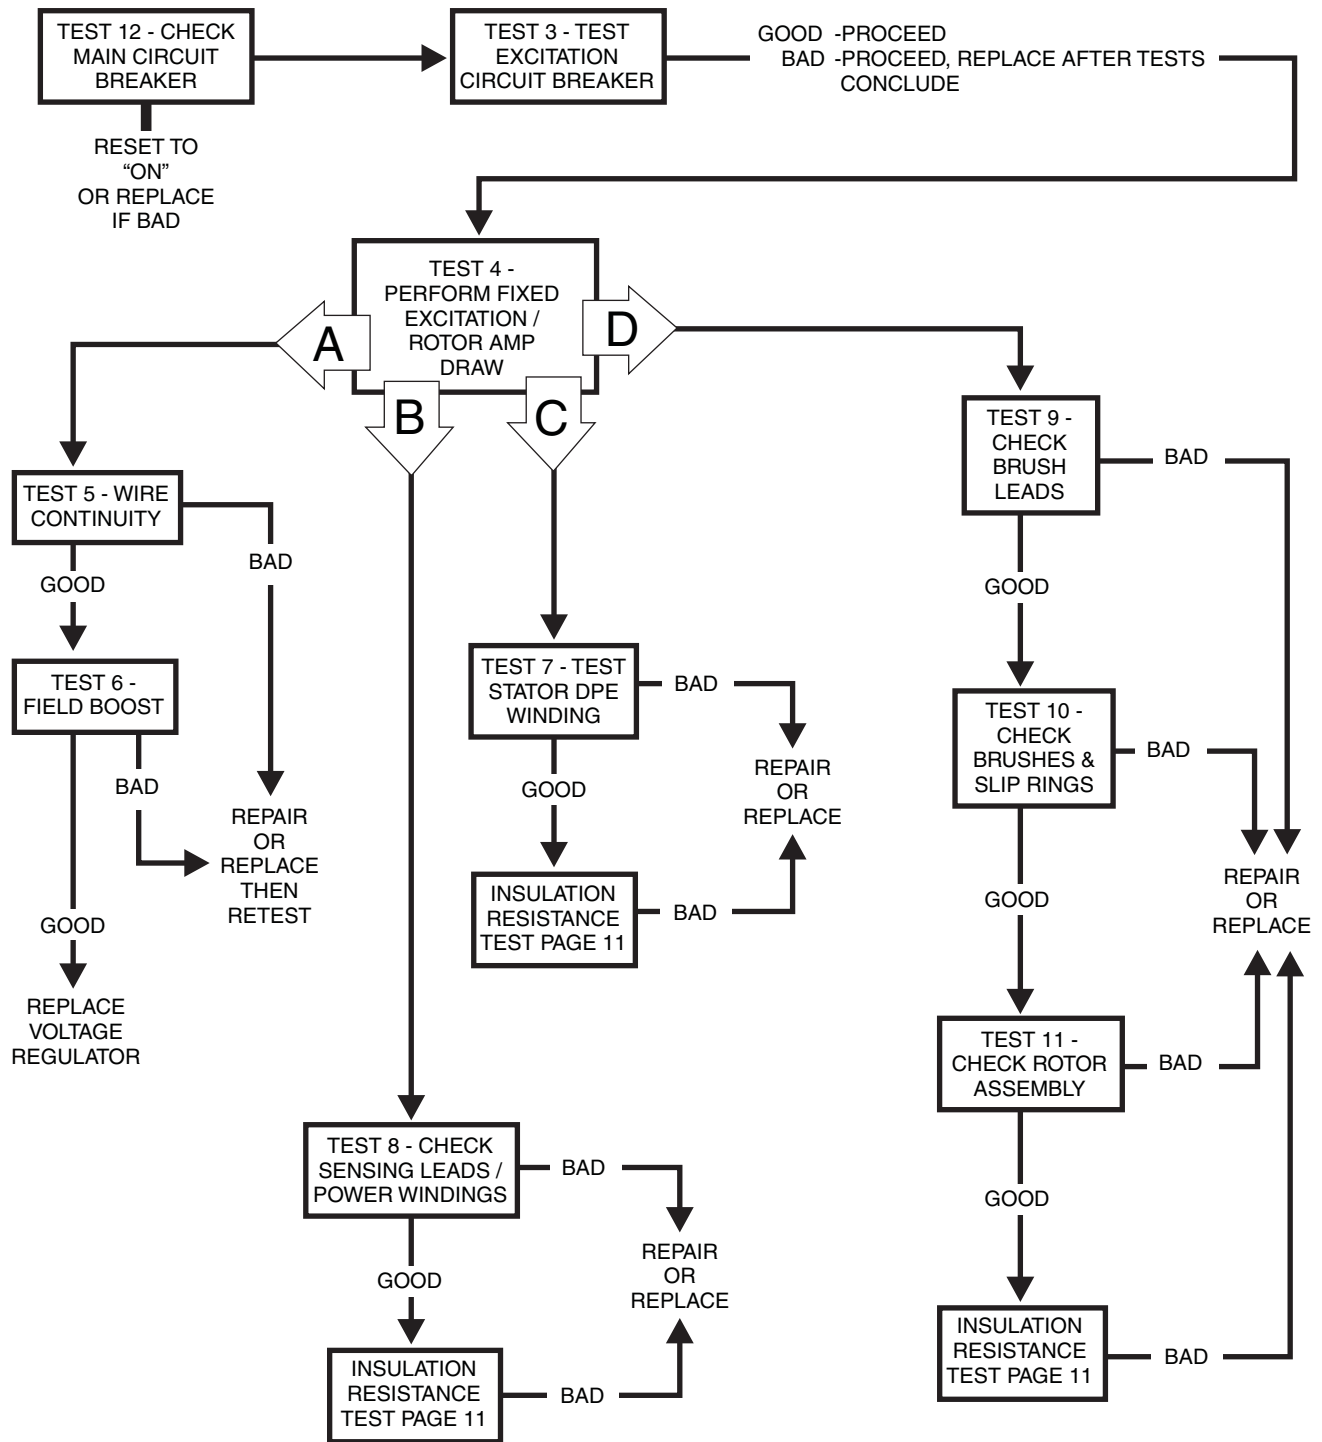 TEST 12 - CHECK
MAIN CIRCUIT
BREAKER
TEST 3 - TEST
EXCITATION
CIRCUIT BREAKER
GOOD -PROCEED
BAD -PROCEED, REPLACE AFTER TESTS
CONCLUDE
RESET TO
“ON”
OR REPLACE
IF BAD
TEST 4 -
PERFORM FIXED
EXCITATION /
ROTOR AMP
DRAW
A
B
C
D
TEST 5 - WIRE
CONTINUITY
BAD
GOOD
TEST 6 -
FIELD BOOST
BAD
REPAIR
OR
REPLACE
THEN
RETEST
GOOD
REPLACE
VOLTAGE
REGULATOR
TEST 8 - CHECK
SENSING LEADS /
POWER WINDINGS
BAD
REPAIR
OR
REPLACE
GOOD
INSULATION
RESISTANCE
TEST PAGE 11
BAD
TEST 7 - TEST
STATOR DPE
WINDING
BAD
REPAIR
OR
REPLACE
GOOD
INSULATION
RESISTANCE
TEST PAGE 11
BAD
TEST 9 -
CHECK
BRUSH
LEADS
BAD
GOOD
TEST 10 -
CHECK
BRUSHES &
SLIP RINGS
BAD
REPAIR
OR
REPLACE
GOOD
TEST 11 -
CHECK ROTOR
ASSEMBLY
BAD
GOOD
INSULATION
RESISTANCE
TEST PAGE 11
BAD